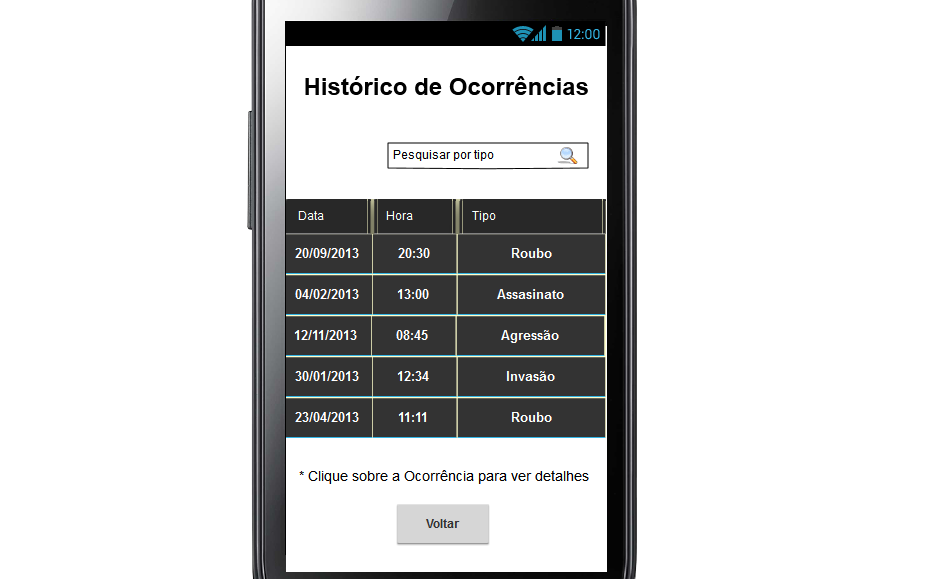 12:00
Histórico de Ocorrências
Pesquisar por tipo
Data Hora Tipo
20/09/2013 20:30 Roubo
04/02/2013 13:00 Assasinato
12/11/2013 08:45 Agressão
30/01/2013 12:34 Invasão
23/04/2013 11:11 Roubo
* Clique sobre a Ocorrência para ver detalhes
Voltar